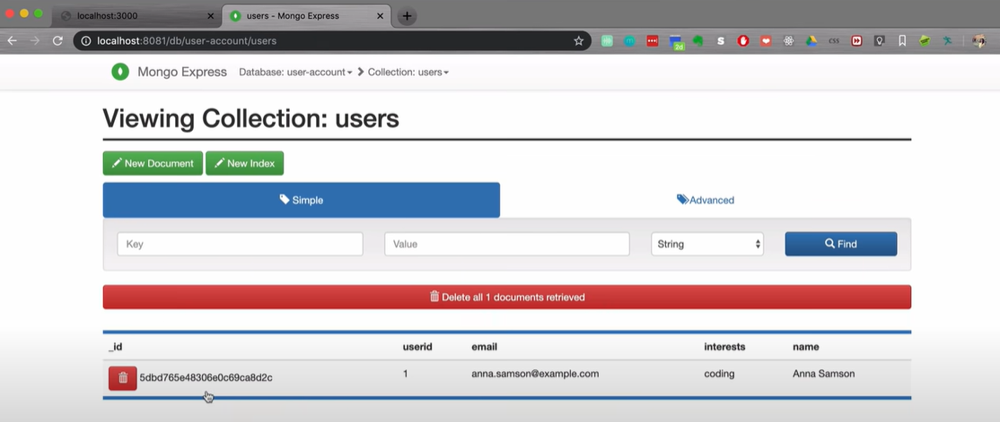 localhost:3000
users - Mongo Express
localhost:8081/db/user-account/users
2d
S
CSS
Mongo Express Database: user-account Collection: users
Viewing Collection: users
New Document New Index
Simple Advanced
Key Value String Find
Delete all 1 documents retrieved
_id userid email interests name
5dbd765e48306e0c69ca8d2c 1 anna.samson@example.com coding Anna Samson